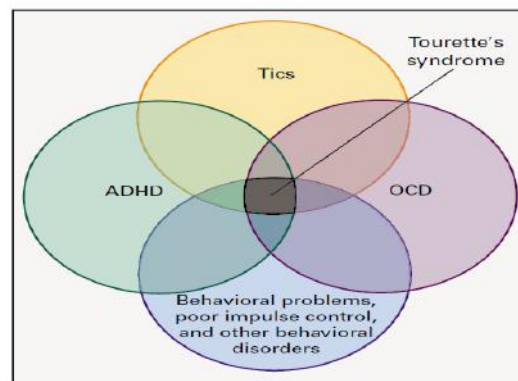 Tourette's
syndrome
Tics
ADHD
OCD
Behavioral problems,
poor impulse control,
and other behavioral
disorders